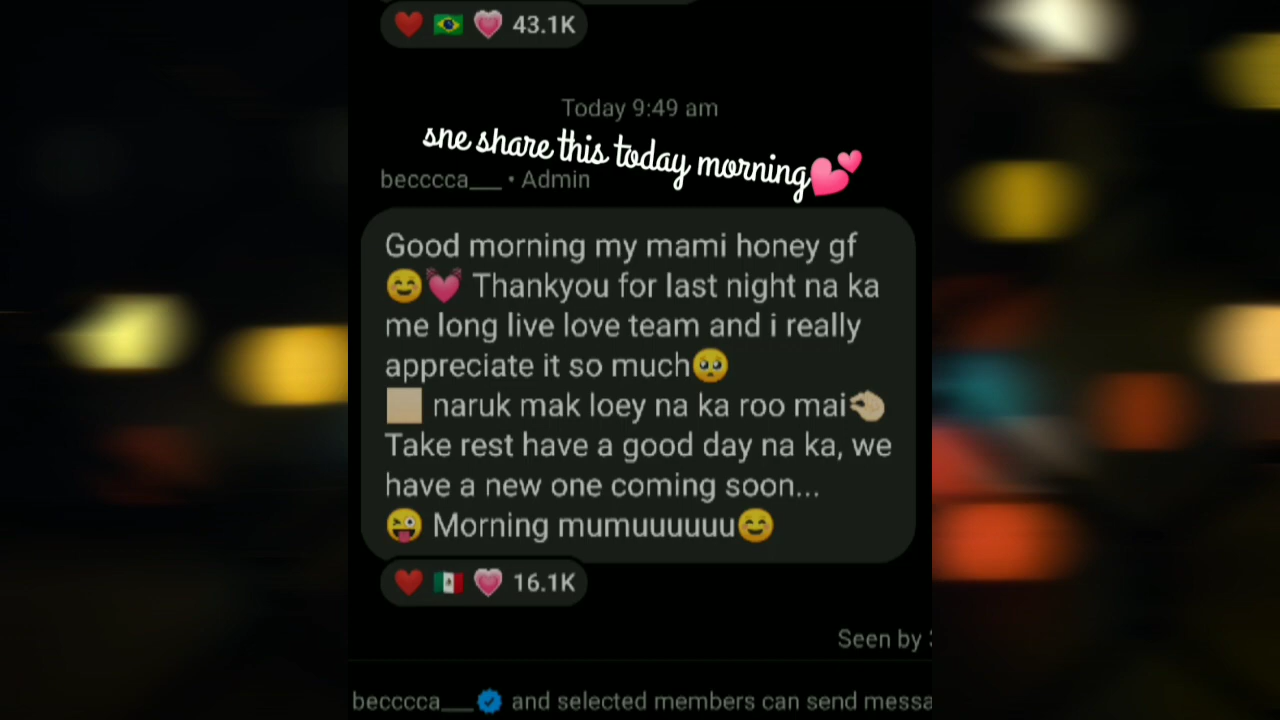 43.1K
Today 9:49 am
she share this today morning
becccca___ • Admin
Good morning my mami honey gf
Thankyou for last night na ka
me long live love team and i really
appreciate it so much
naruk mak loey na ka roo mai
Take rest have a good day na ka, we
have a new one coming soon...
Morning mumuuuuuu
16.1K
Seen by
becccca___ and selected members can send messa